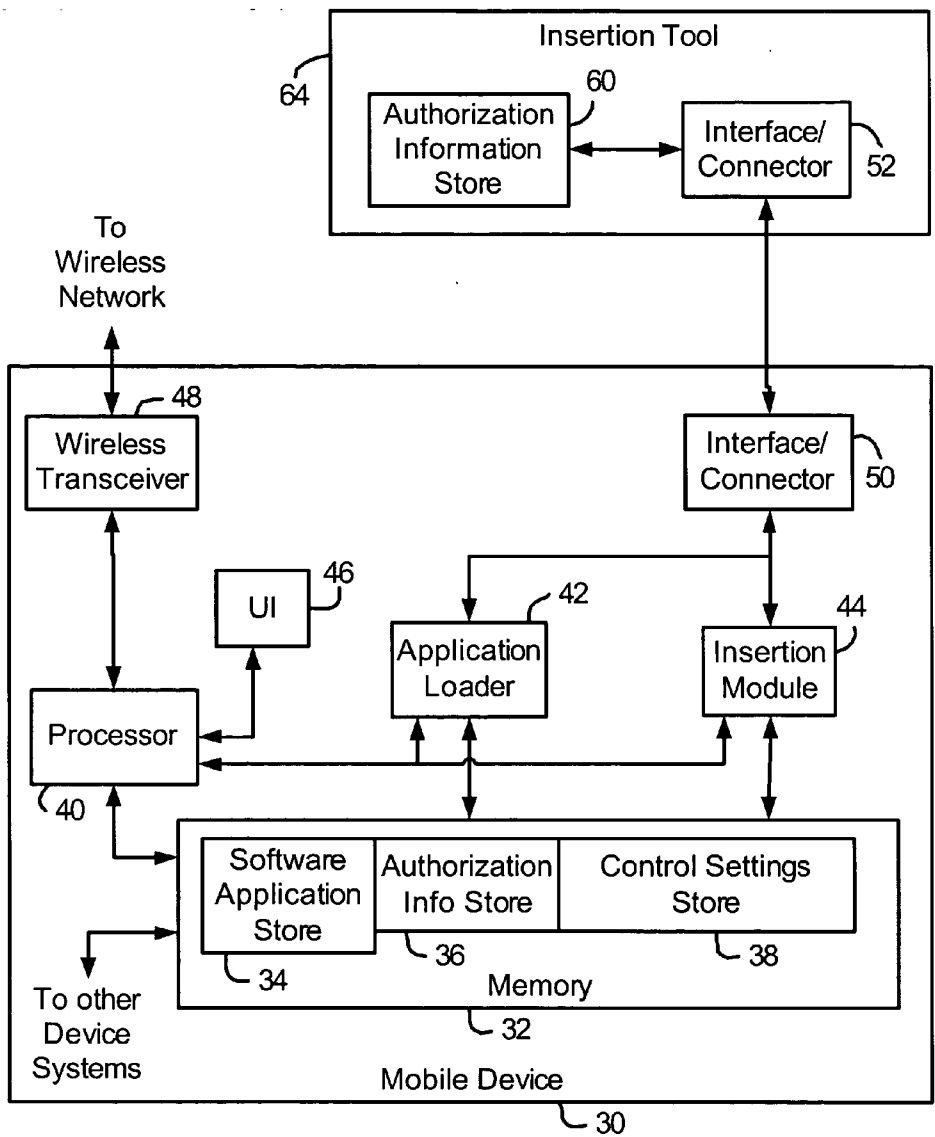 Insertion Tool
64
60
Authorization
Information
Store
Interface/
Connector
52
To
Wireless
Network
48
Wireless
Transceiver
Interface/
Connector
50
46
UI
42
44
Application
Loader
Insertion
Module
Processor
40
Software
Application
Store
Authorization
Info Store
Control Settings
Store
34
36
38
Memory
32
To other
Device
Systems
Mobile Device
30